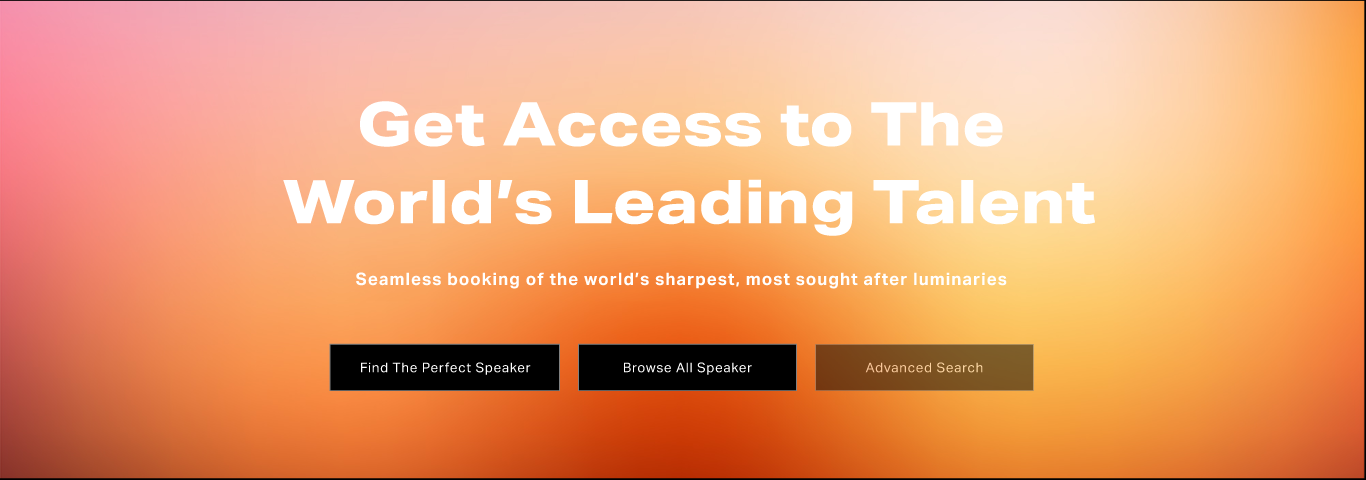 Get Access to The
World’s Leading Talent
Seamless booking of the world’s sharpest, most sought after luminaries
Find The Perfect Speaker
Browse All Speaker
Advanced Search